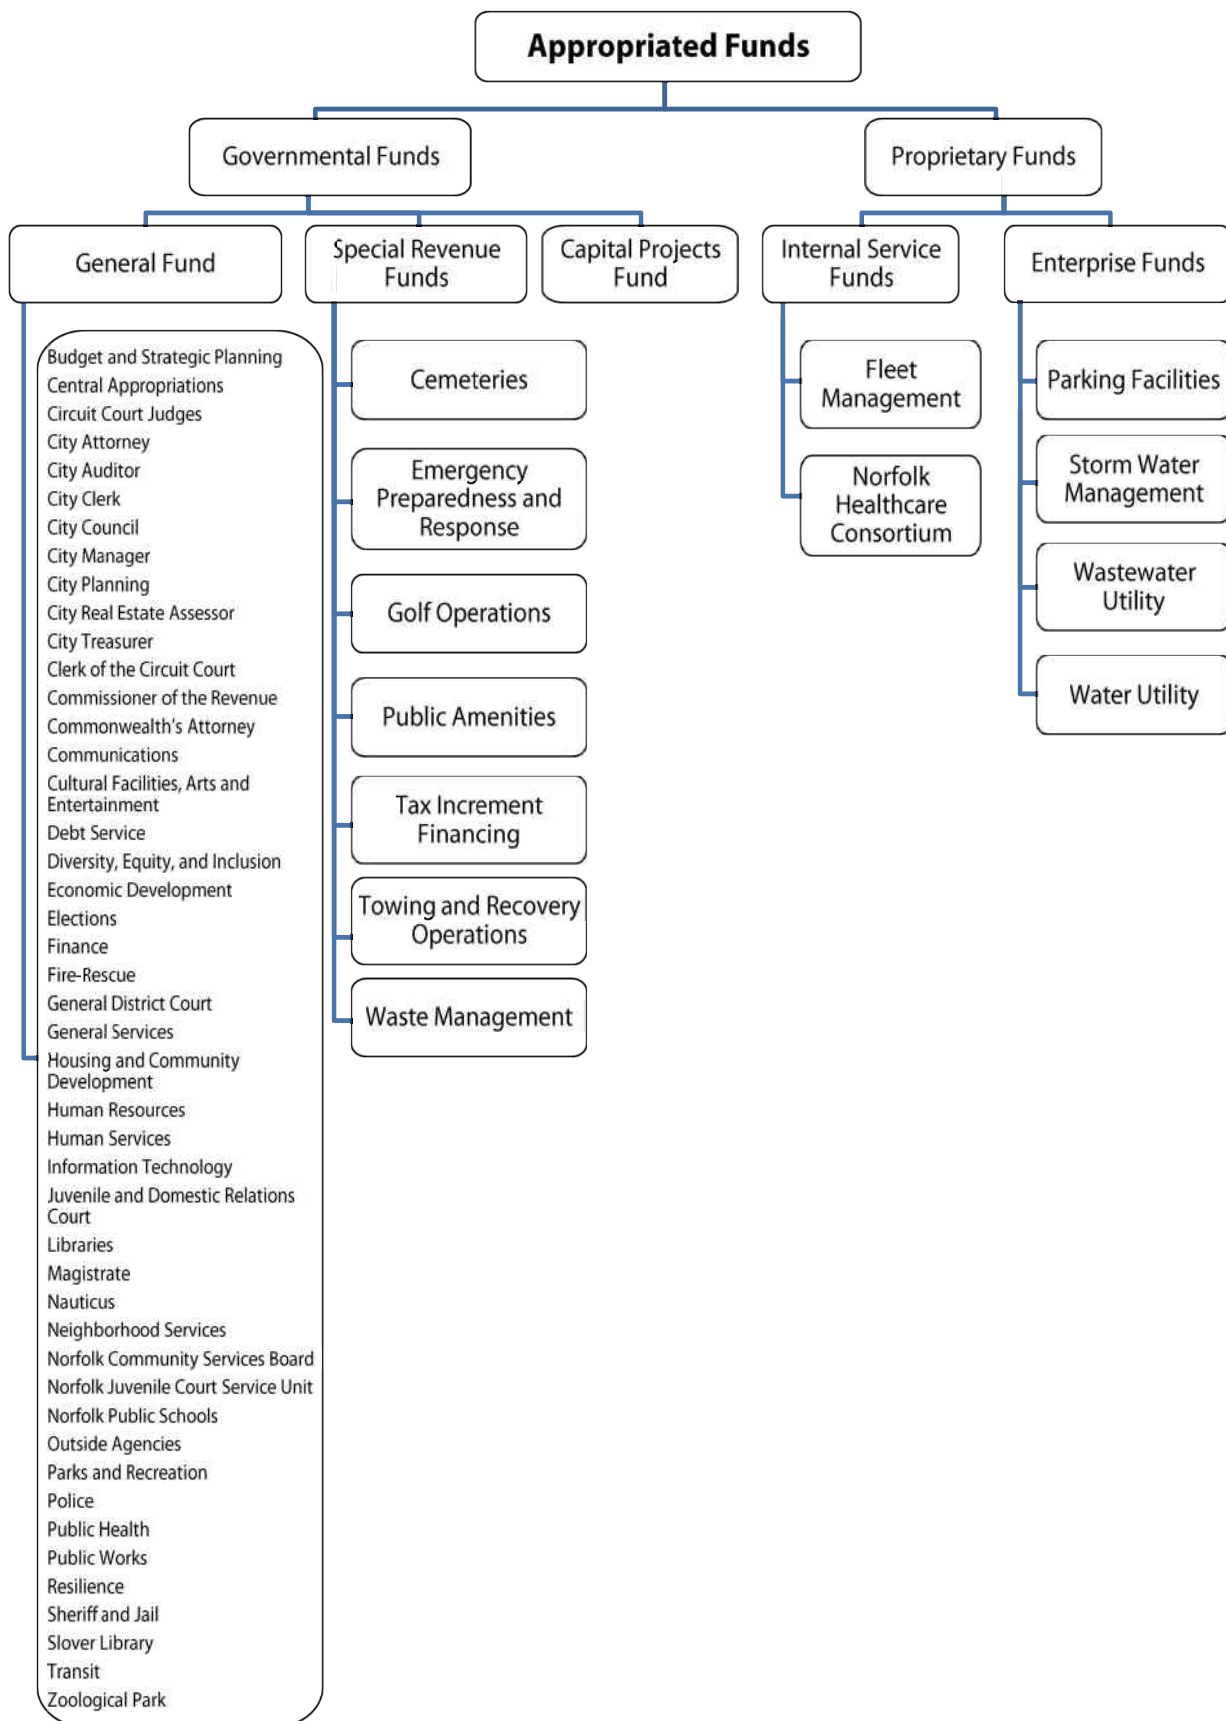 Appropriated Funds
Governmental Funds
Proprietary Funds
General Fund
Special Revenue
Funds
Capital Projects
Fund
Internal Service
Funds
Enterprise Funds
Budget and Strategic Planning
Central Appropriations
Circuit Court Judges
City Attorney
City Auditor
City Clerk
City Council
City Manager
City Planning
City Real Estate Assessor
City Treasurer
Clerk of the Circuit Court
Commissioner of the Revenue
Commonwealth's Attorney
Communications
Cultural Facilities, Arts and
Entertainment
Debt Service
Diversity, Equity, and Inclusion
Economic Development
Elections
Finance
Fire-Rescue
General District Court
General Services
Housing and Community
Development
Human Resources
Human Services
Information Technology
Juvenile and Domestic Relations
Court
Libraries
Magistrate
Nauticus
Neighborhood Services
Norfolk Community Services Board
Norfolk Juvenile Court Service Unit
Norfolk Public Schools
Outside Agencies
Parks and Recreation
Police
Public Health
Public Works
Resilience
Sheriff and Jail
Slover Library
Transit
Zoological Park
Cemeteries
Emergency
Preparedness and
Response
Golf Operations
Public Amenities
Tax Increment
Financing
Towing and Recovery
Operations
Waste Management
Fleet
Management
Norfolk
Healthcare
Consortium
Parking Facilities
Storm Water
Management
Wastewater
Utility
Water Utility